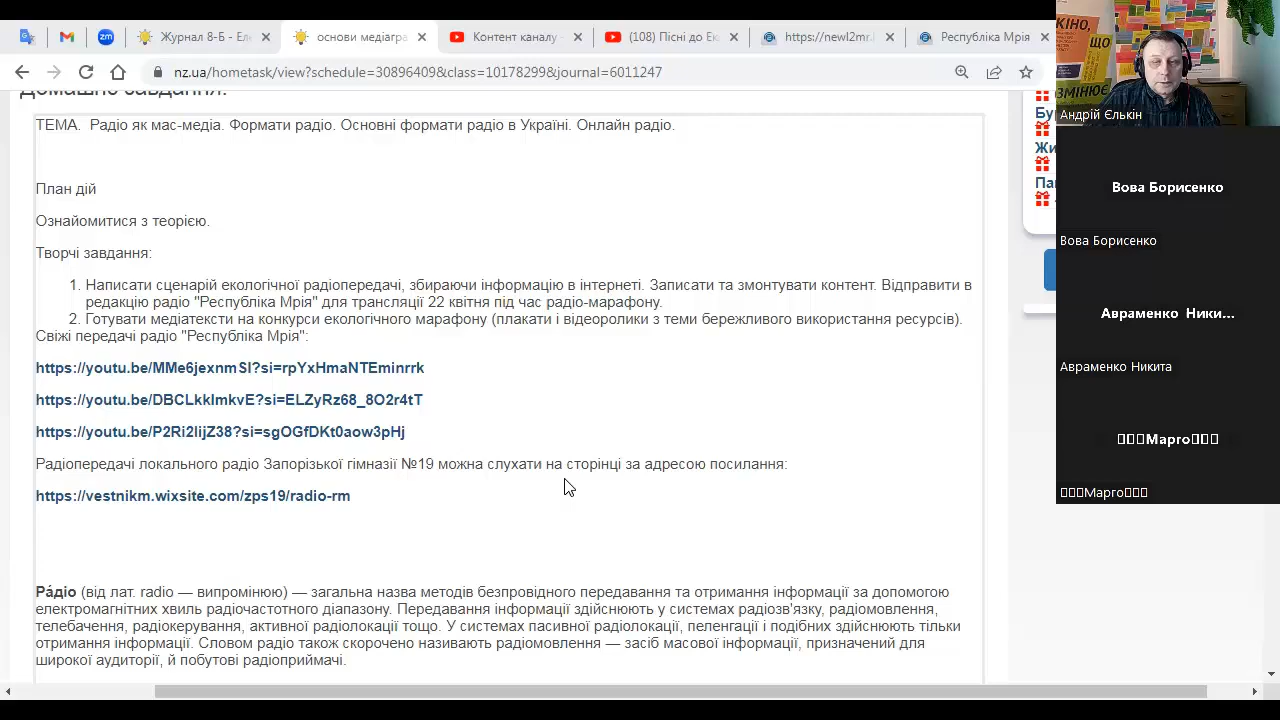 Журнал 8-Б - Ел
основи медіагра
Контент каналу
(108) Пісні до Ек
https://newl2mr.
Республіка Мрія
nz.ua/hometask/view?schedule=30896409&class=10178299&journal=6011247
Домашнє завдання:
ТЕМА. Радіо як мас-медіа. Формати радіо. Основні формати радіо в Україні. Онлайн радіо.
План дій
Ознайомитися з теорією.
Творчі завдання:
1. Написати сценарій екологічної радіопередачі, збираючи інформацію в інтернеті. Записати та змонтувати контент. Відправити в
редакцію радіо "Республіка Мрія" для трансляції 22 квітня під час радіо-марафону.
2. Готувати медіатексти на конкурси екологічного марафону (плакати і відеоролики з теми бережливого використання ресурсів).
Свіжі передачі радіо "Республіка Мрія":
https://youtu.be/MMe6jexnmSI?si=rpYxHmaNTEminrrk
https://youtu.be/DBCLkkImkvE?si=ELZyRz68_8O2r4tT
https://youtu.be/P2Ri2lijZ38?si=sgOGfDKt0aow3pHj
Радіопередачі локального радіо Запорізької гімназії №19 можна слухати на сторінці за адресою посилання:
https://vestnikm.wixsite.com/zps19/radio-rm
Ра́діо (від лат. radio — випромінюю) — загальна назва методів безпровідного передавання та отримання інформації за допомогою
електромагнітних хвиль радіочастотного діапазону. Передавання інформації здійснюють у системах радіозв'язку, радіомовлення,
телебачення, радіокерування, активної радіолокації тощо. У системах пасивної радіолокації, пеленгації і подібних здійснюють тільки
отримання інформації. Словом радіо також скорочено називають радіомовлення — засіб масової інформації, призначений для
широкої аудиторії, й побутові радіоприймачі.
Бур
Жи
Па
КІНО,
ЩО
ЗМІНЮЄ
Андрій Єлькін
Вова Борисенко
Вова Борисенко
Авраменко Ники...
Авраменко Никита
Марго
Марго